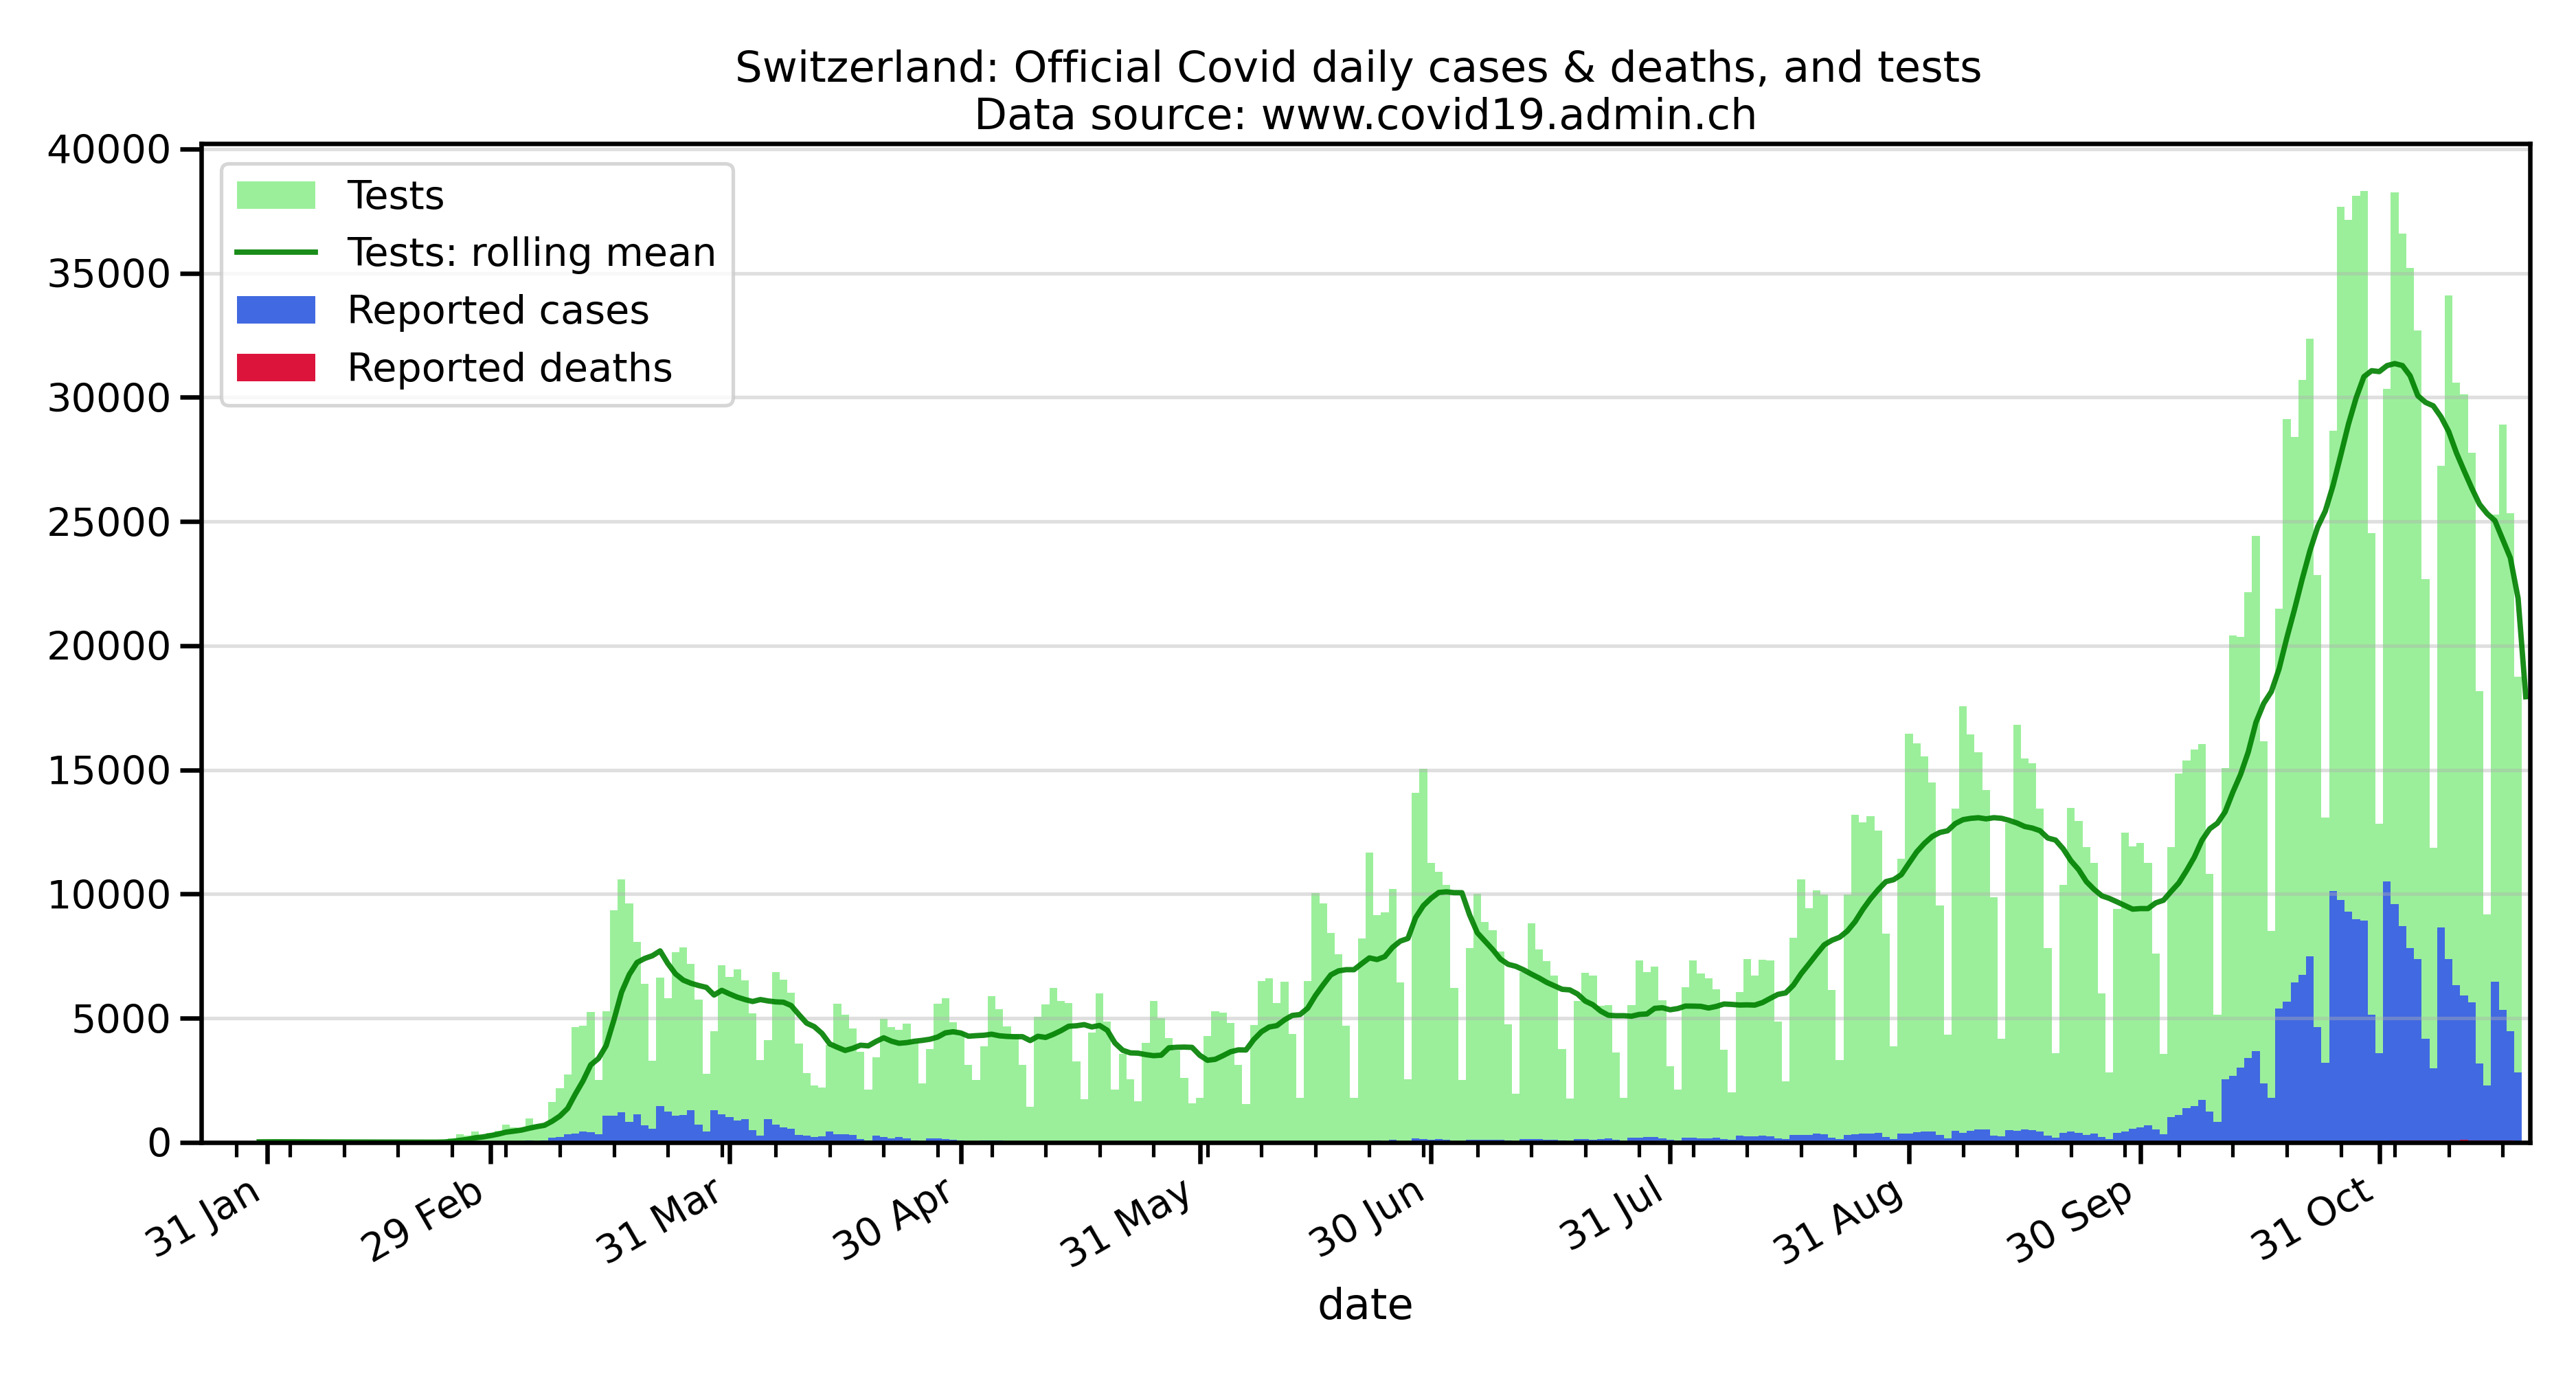 Switzerland: Official Covid daily cases & deaths, and tests
Data source: www.covid19.admin.ch
40000
35000
30000
25000
20000
15000
10000
5000
0
Tests
Tests: rolling mean
Reported cases
Reported deaths
31 Jan
29 Feb
31 Mar
30 Apr
31 May
30 Jun
31 Jul
31 Aug
30 Sep
31 Oct
date